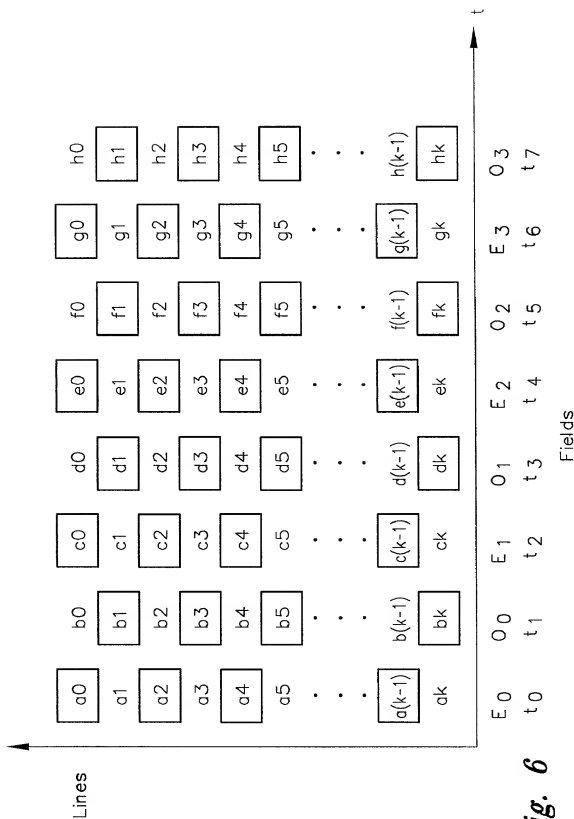 Lines
a0 b0 c0 d0 e0 f0 g0 h0
a1 b1 c1 d1 e1 f1 g1 h1
a2 b2 c2 d2 e2 f2 g2 h2
a3 b3 c3 d3 e3 f3 g3 h3
a4 b4 c4 d4 e4 f4 g4 h4
a5 b5 c5 d5 e5 f5 g5 h5
a(k-1) b(k-1) c(k-1) d(k-1) e(k-1) f(k-1) g(k-1) h(k-1)
ak bk ck dk ek fk gk hk
t
E0 O0 E1 O1 E2 O2 E3 O3
t0 t1 t2 t3 t4 t5 t6 t7
Fields
ig. 6